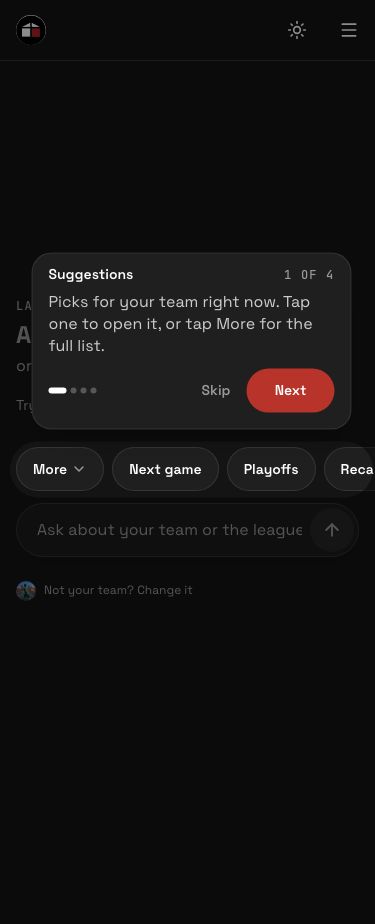 Suggestions
1 OF 4
Picks for your team right now. Tap
one to open it, or tap More for the
full list.
Skip
Next
More
Next game
Playoffs
Ask about your team or the league
Not your team? Change it